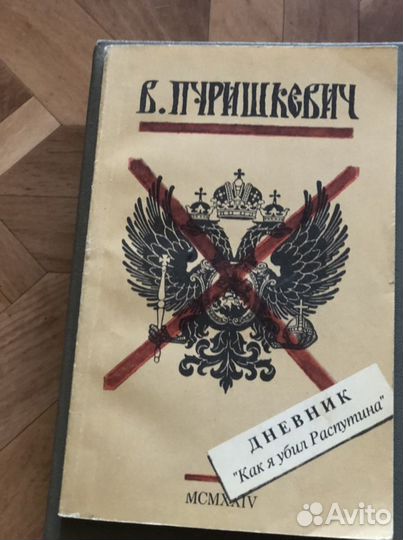 В. ПУРИШКЕВИЧ
ДНЕВНИК
"Как я убил Распутина"
MCMXXIV
Avito